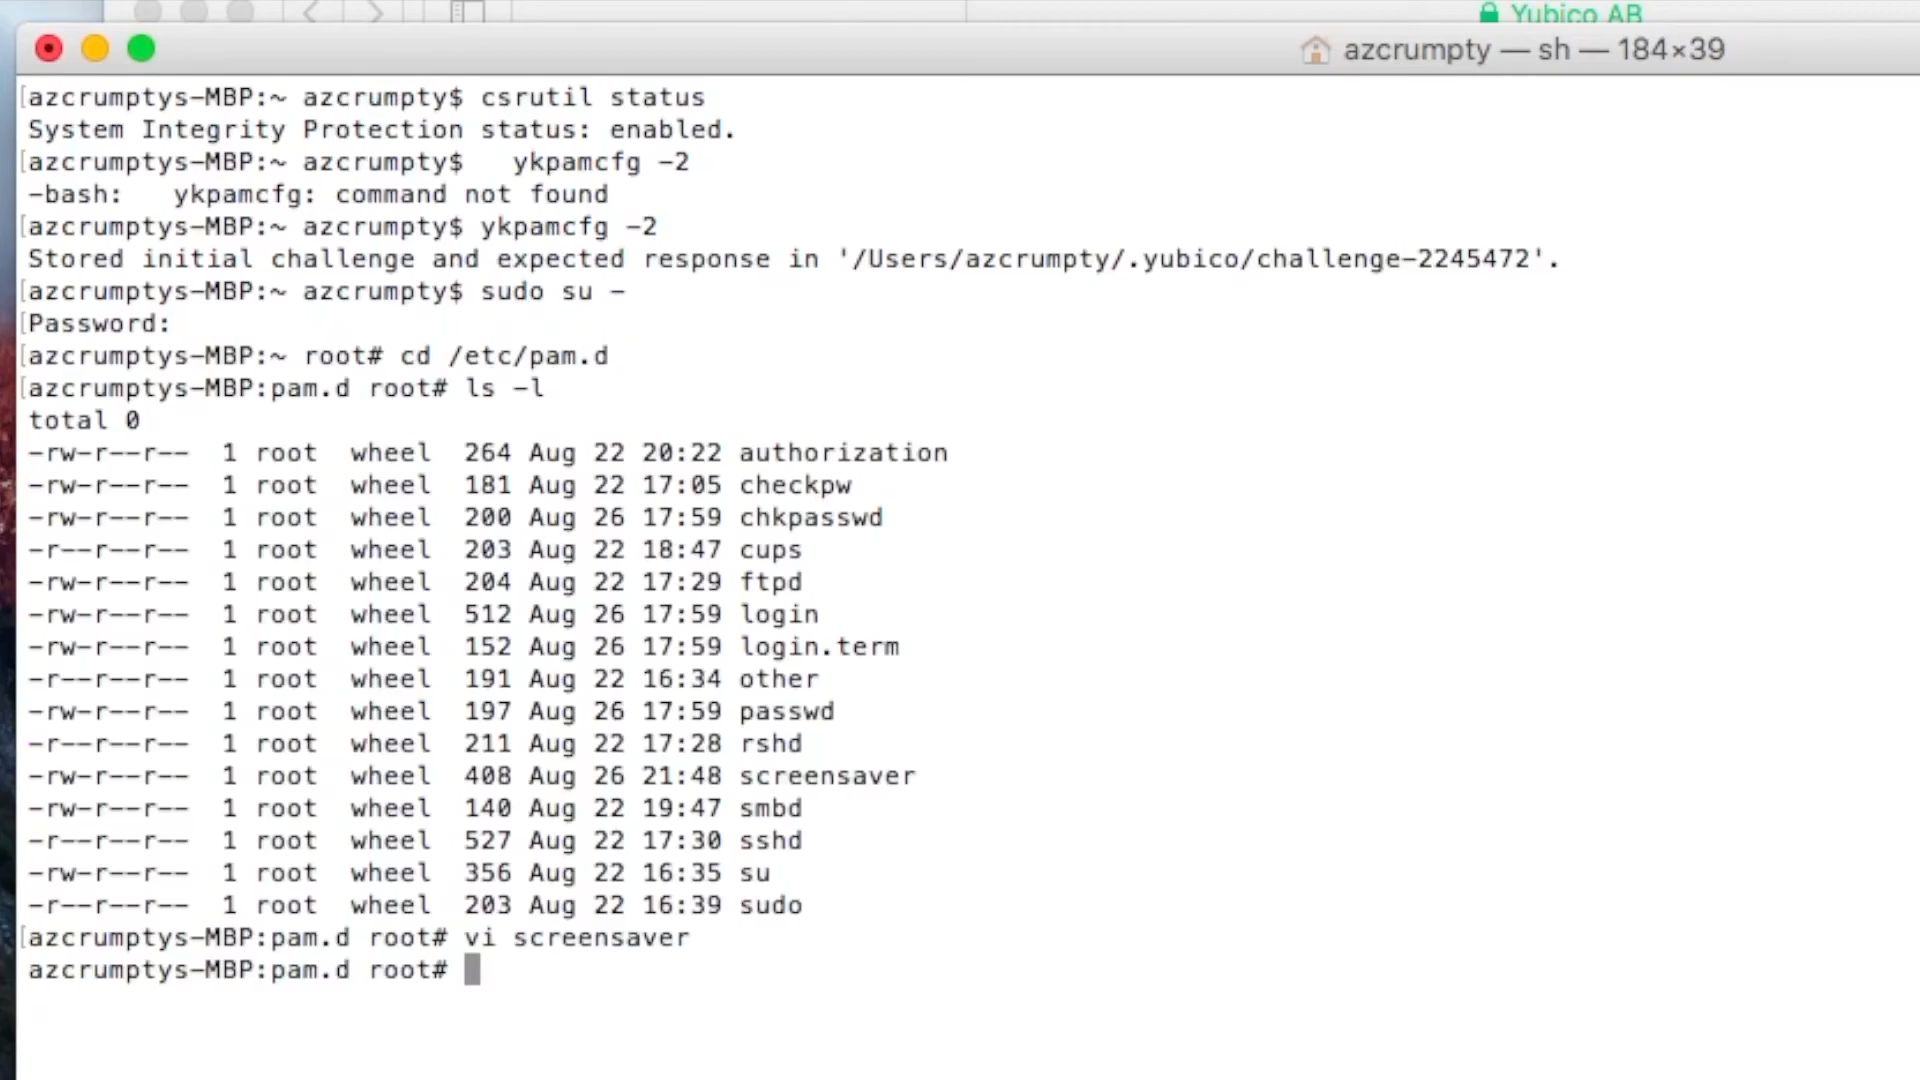 Yubico AB
azcrumpty — sh — 184×39
[azcrumptys-MBP:~ azcrumpty$ csrutil status
System Integrity Protection status: enabled.
[azcrumptys-MBP:~ azcrumpty$   ykpamcfg -2
-bash:   ykpamcfg: command not found
[azcrumptys-MBP:~ azcrumpty$ ykpamcfg -2
Stored initial challenge and expected response in '/Users/azcrumpty/.yubico/challenge-2245472'.
[azcrumptys-MBP:~ azcrumpty$ sudo su -
[Password:
[azcrumptys-MBP:~ root# cd /etc/pam.d
[azcrumptys-MBP:pam.d root# ls -l
total 0
-rw-r--r--  1 root  wheel  264 Aug 22 20:22 authorization
-rw-r--r--  1 root  wheel  181 Aug 22 17:05 checkpw
-rw-r--r--  1 root  wheel  200 Aug 26 17:59 chkpasswd
-r--r--r--  1 root  wheel  203 Aug 22 18:47 cups
-rw-r--r--  1 root  wheel  204 Aug 22 17:29 ftpd
-rw-r--r--  1 root  wheel  512 Aug 26 17:59 login
-rw-r--r--  1 root  wheel  152 Aug 26 17:59 login.term
-r--r--r--  1 root  wheel  191 Aug 22 16:34 other
-rw-r--r--  1 root  wheel  197 Aug 26 17:59 passwd
-r--r--r--  1 root  wheel  211 Aug 22 17:28 rshd
-rw-r--r--  1 root  wheel  408 Aug 26 21:48 screensaver
-rw-r--r--  1 root  wheel  140 Aug 22 19:47 smbd
-r--r--r--  1 root  wheel  527 Aug 22 17:30 sshd
-rw-r--r--  1 root  wheel  356 Aug 22 16:35 su
-r--r--r--  1 root  wheel  203 Aug 22 16:39 sudo
[azcrumptys-MBP:pam.d root# vi screensaver
azcrumptys-MBP:pam.d root#